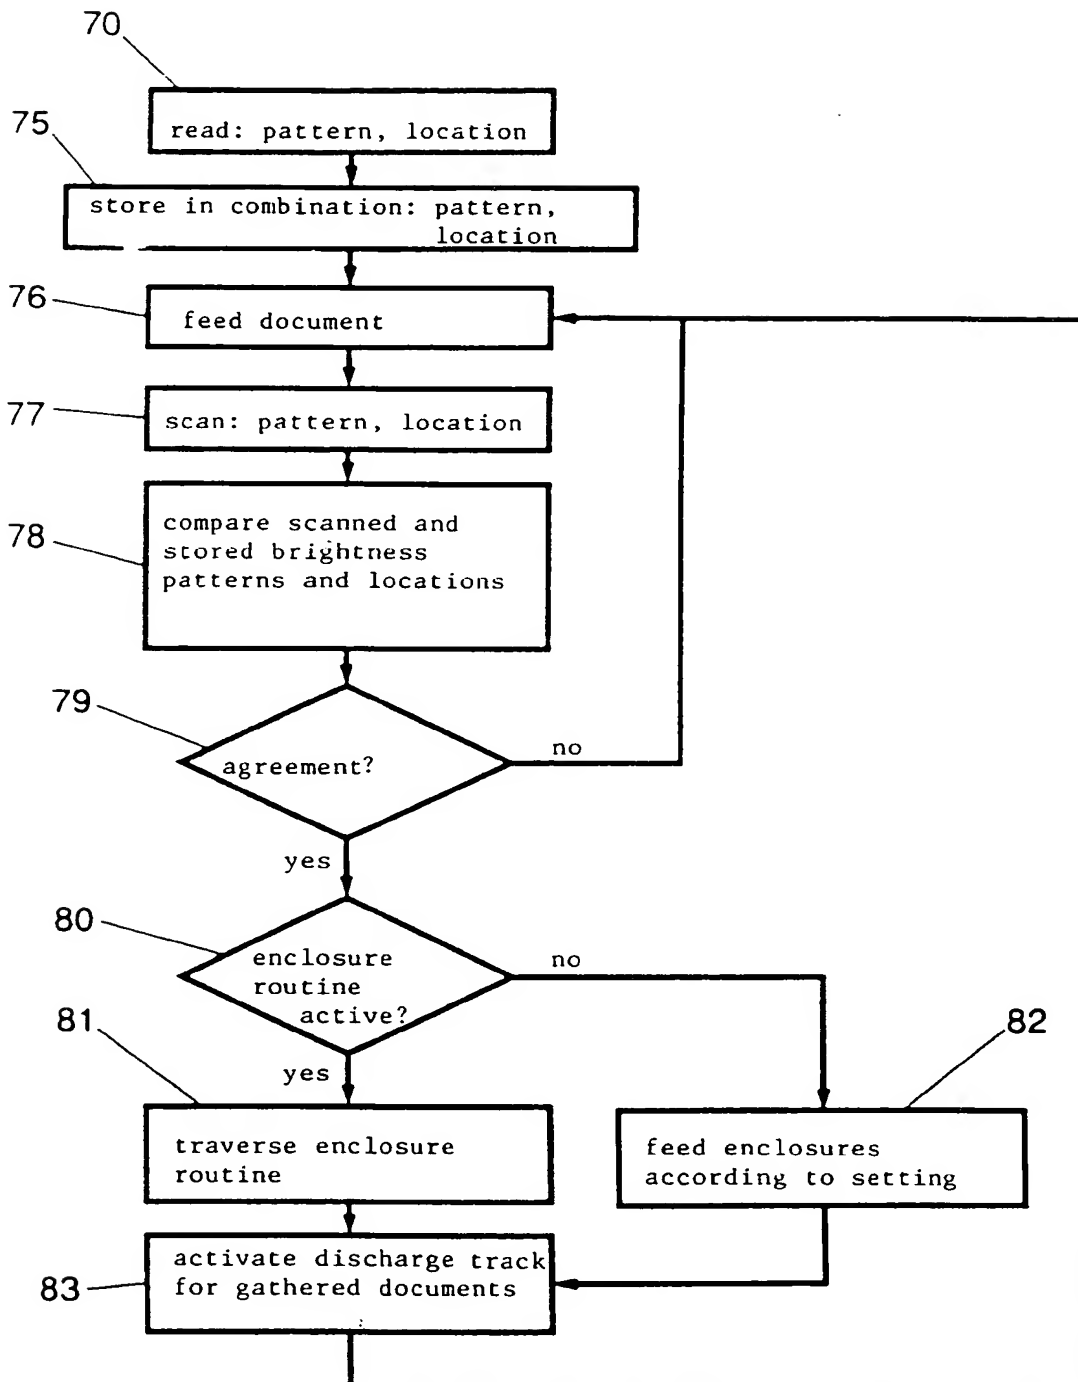 70
read: pattern, location
75
store in combination: pattern,
location
76
feed document
77
scan: pattern, location
78
compare scanned and
stored brightness
patterns and locations
79
agreement?
no
yes
80
enclosure
routine
active?
no
yes
81
traverse enclosure
routine
82
feed enclosures
according to setting
83
activate discharge track
for gathered documents